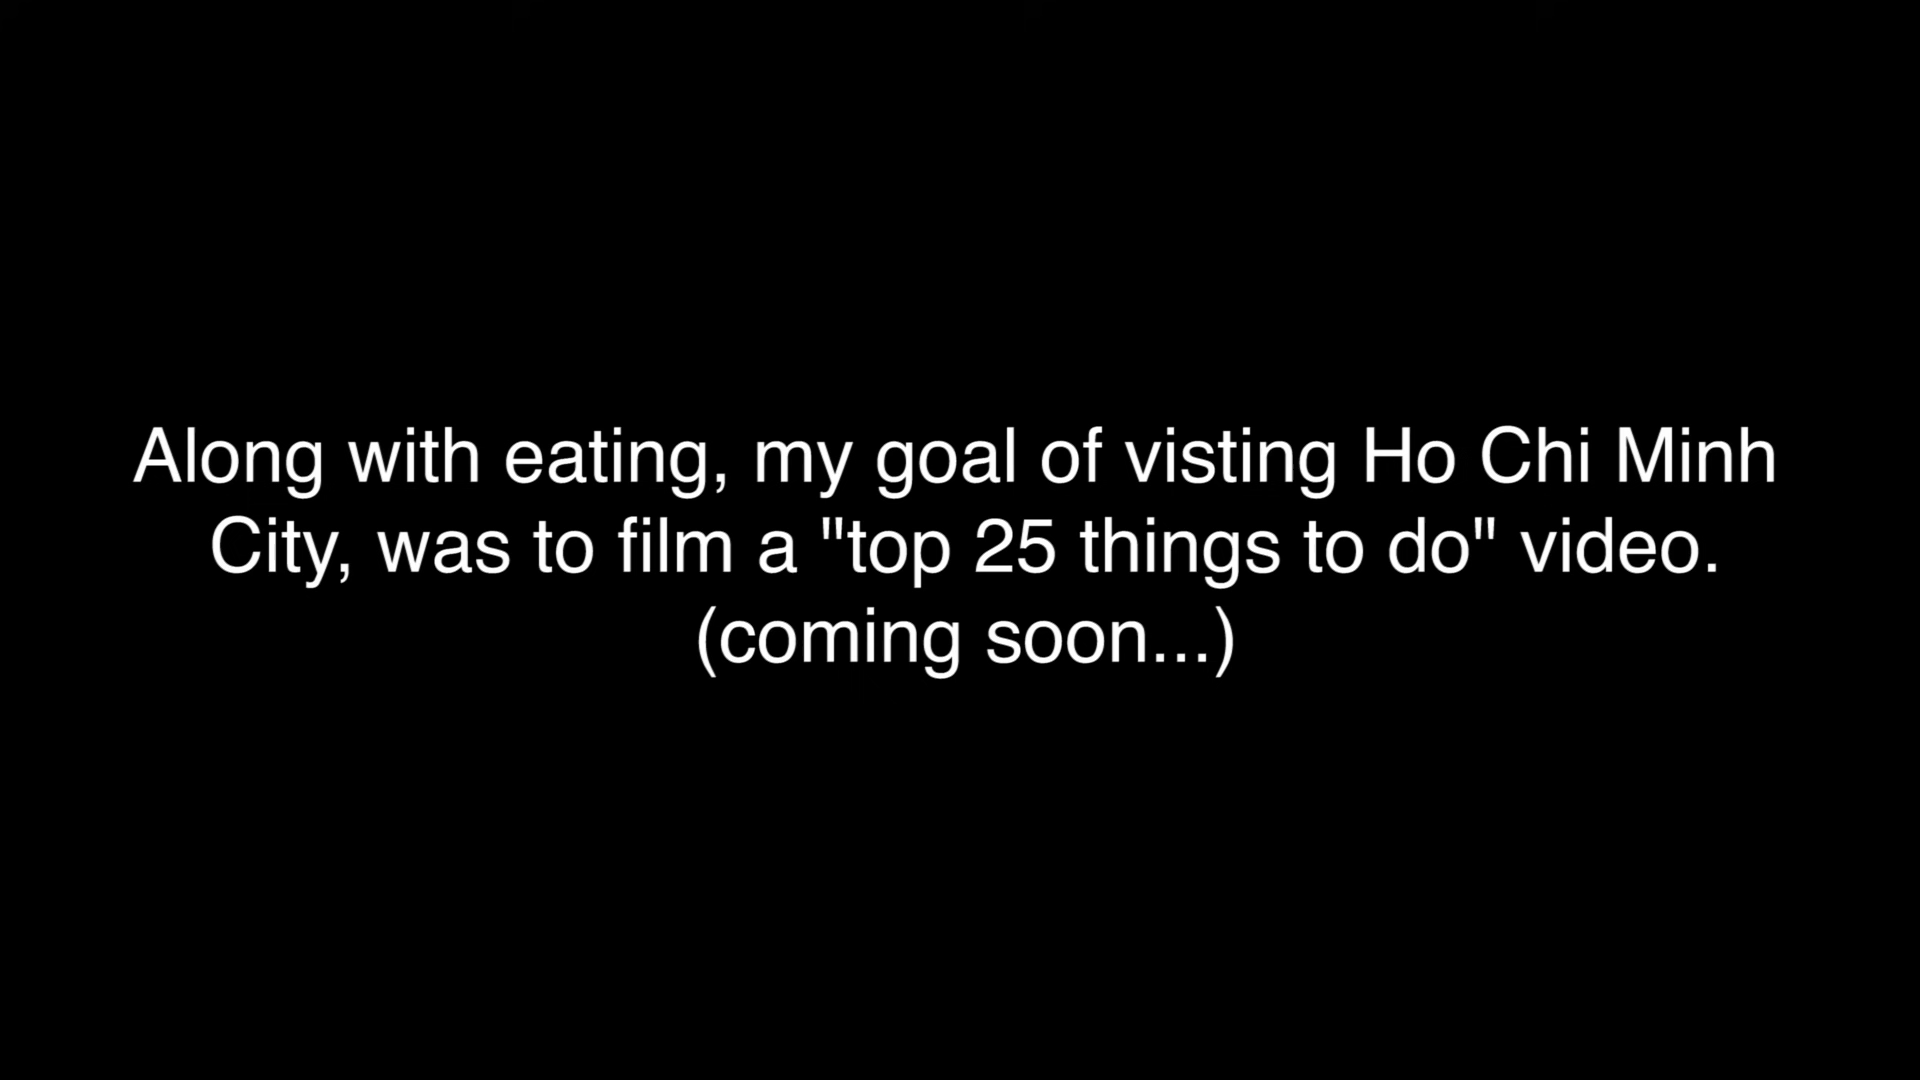 Along with eating, my goal of visting Ho Chi Minh
City, was to film a "top 25 things to do" video.
(coming soon...)